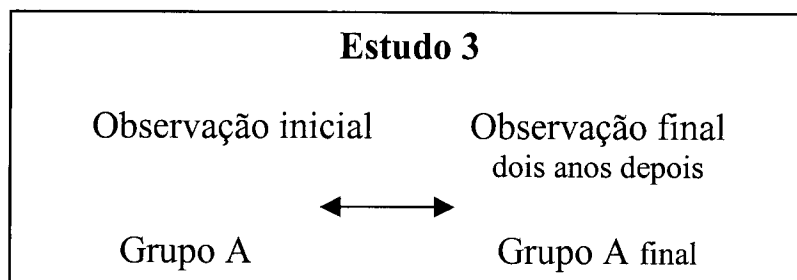 Estudo 3
Observação inicial Observação final
dois anos depois
Grupo A Grupo A final